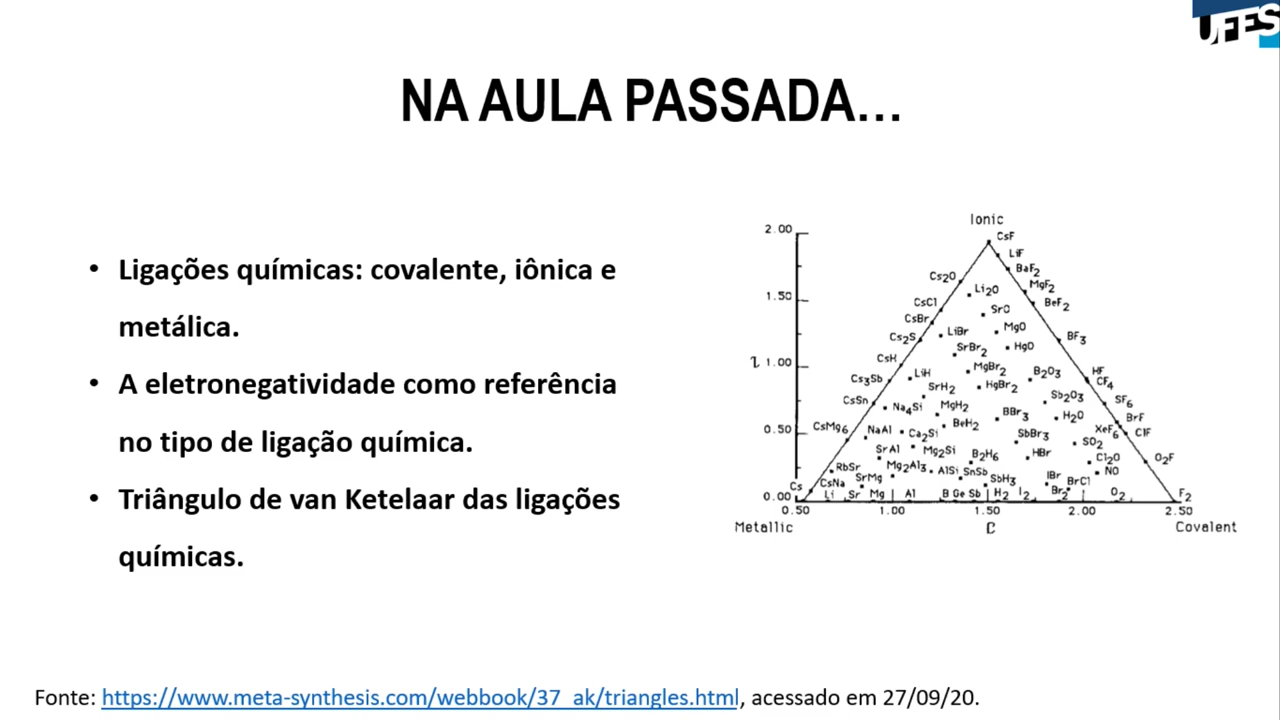 UFES
NA AULA PASSADA...
• Ligações químicas: covalente, iônica e
metálica.
• A eletronegatividade como referência
no tipo de ligação química.
• Triângulo de van Ketelaar das ligações
químicas.
Ionic
2.00
CsF
LiF
BaF2
Cs2O
MgF2
Li2O
1.50
BeF2
CsCl
SrO
CsBr
MgO
LiBr
Cs2S
BF3
HgO
SrBr2
CsH
1.00
MgBr2
LiH
B2O3
HF
Cs3Sb
CF4
SrH2
HgBr2
Sb2O3
CsSn
SF6
Na4Si
MgH2
BBr3
H2O
BrF
CsMg6
BeH2
XeF6
ClF
0.50
NaAl
Ca2Si
SbBr3
SO2
SrAl
Mg2Si
B2H6
HBr
Cl2O
O2F
RbSr
Mg2Al3
AlSi
SnSb
NO
SrMg
SbH3
IBr
BrCl
Cs
CsNa
0.00
Li
Sr
Mg
Al
B
Ge
Sb
H2
I2
Br2
O2
F2
0.50
1.00
1.50
2.00
2.50
Metallic
Covalent
Fonte: https://www.meta-synthesis.com/webbook/37_ak/triangles.html, acessado em 27/09/20.